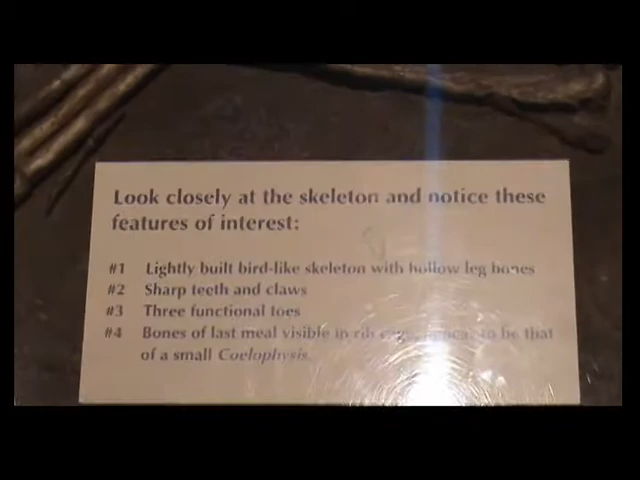 Look closely at the skeleton and notice these
features of interest:
#1 Lightly built bird-like skeleton with hollow leg bones
#2 Sharp teeth and claws
#3 Three functional toes
#4 Bones of last meal visible in rib cage, appear to be that
of a small Coelophysis.